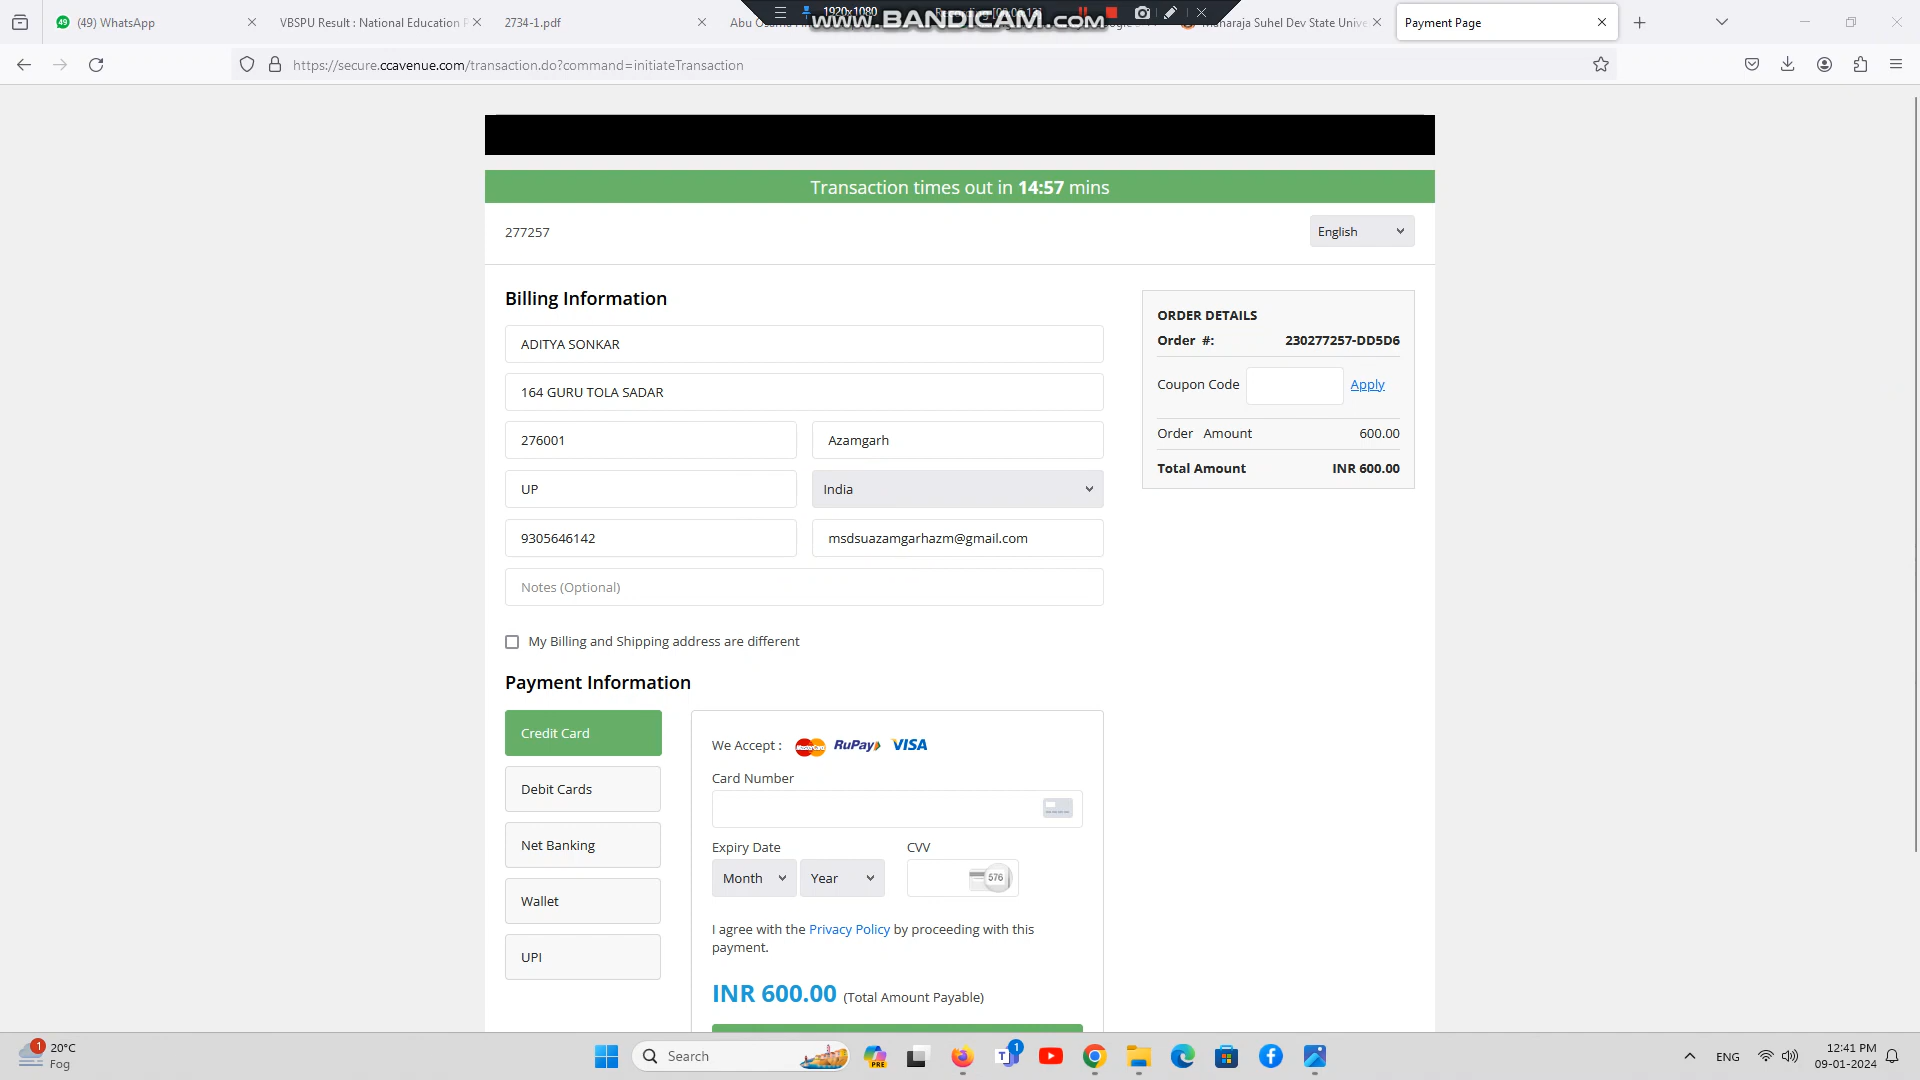 (49) WhatsApp
VBSPU Result : National Education P
2734-1.pdf
Abu
1920x1080
www.BANDICAM.com
Maharaja Suhel Dev State Unive
Payment Page
https://secure.ccavenue.com/transaction.do?command=initiateTransaction
Transaction times out in 14:57 mins
277257
English
Billing Information
ADITYA SONKAR
164 GURU TOLA SADAR
276001
Azamgarh
UP
India
9305646142
msdsuazamgarhazm@gmail.com
Notes (Optional)
My Billing and Shipping address are different
ORDER DETAILS
Order #: 230277257-DD5D6
Coupon Code Apply
Order Amount 600.00
Total Amount INR 600.00
Payment Information
Credit Card
Debit Cards
Net Banking
Wallet
UPI
We Accept : MasterCard RuPay VISA
Card Number
Expiry Date CVV
Month Year 576
I agree with the Privacy Policy by proceeding with this
payment.
INR 600.00 (Total Amount Payable)
1
20°C
Fog
Search
PRE
1
ENG
12:41 PM
09-01-2024